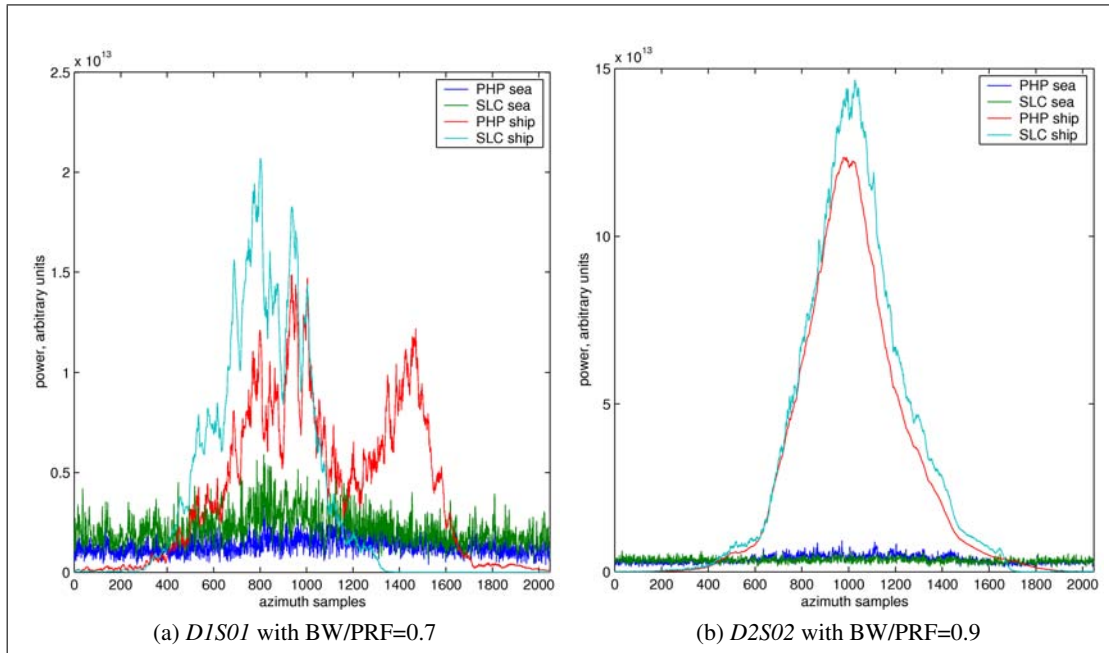 x 10^13
2.5
2
1.5
1
0.5
0
power, arbitrary units
0 200 400 600 800 1000 1200 1400 1600 1800 2000
azimuth samples
PHP sea
SLC sea
PHP ship
SLC ship
(a) D1S01 with BW/PRF=0.7
x 10^13
15
10
5
0
power, arbitrary units
0 200 400 600 800 1000 1200 1400 1600 1800 2000
azimuth samples
PHP sea
SLC sea
PHP ship
SLC ship
(b) D2S02 with BW/PRF=0.9